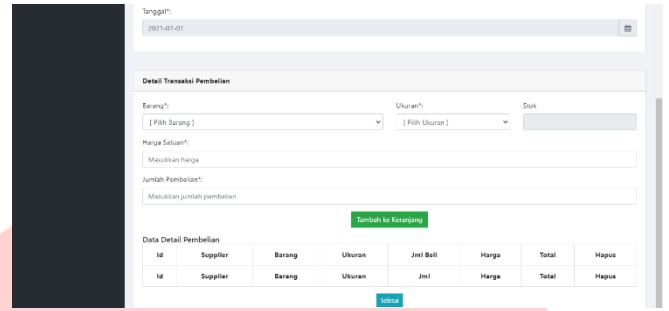 Tanggal*:
2021-07-01
Detail Transaksi Pembelian
Barang*: Ukuran*: Stok
[ Pilih Barang ] [ Pilih Ukuran ]
Harga Satuan*:
Masukkan harga
Jumlah Pembelian*:
Masukkan jumlah pembelian
Tambah ke Keranjang
Data Detail Pembelian
Id Supplier Barang Ukuran Jml Beli Harga Total Hapus
Id Supplier Barang Ukuran Jml Harga Total Hapus
Selesai